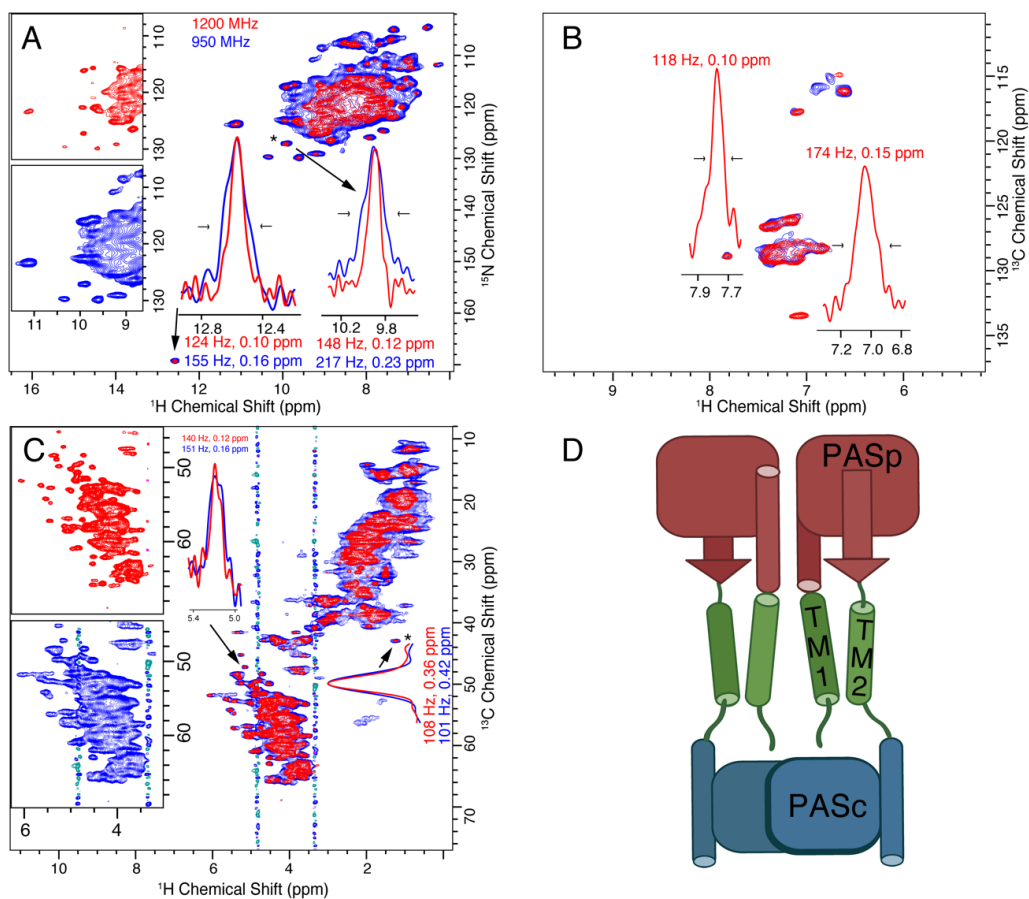 A
1200 MHz
950 MHz
110
120
130
110
120
130
11
10
9
*
12.8
12.4
10.2
9.8
124 Hz, 0.10 ppm
155 Hz, 0.16 ppm
148 Hz, 0.12 ppm
217 Hz, 0.23 ppm
110
120
130
140
150
160
15N Chemical Shift (ppm)
16
14
12
10
8
1H Chemical Shift (ppm)
B
118 Hz, 0.10 ppm
174 Hz, 0.15 ppm
7.9
7.7
7.2
7.0
6.8
115
120
125
130
135
13C Chemical Shift (ppm)
9
8
7
6
1H Chemical Shift (ppm)
C
140 Hz, 0.12 ppm
151 Hz, 0.16 ppm
50
60
50
60
6
4
5.4
5.0
*
108 Hz, 0.36 ppm
101 Hz, 0.42 ppm
10
20
30
40
50
60
70
13C Chemical Shift (ppm)
10
8
6
4
2
1H Chemical Shift (ppm)
D
PASp
TM1
TM2
PASc